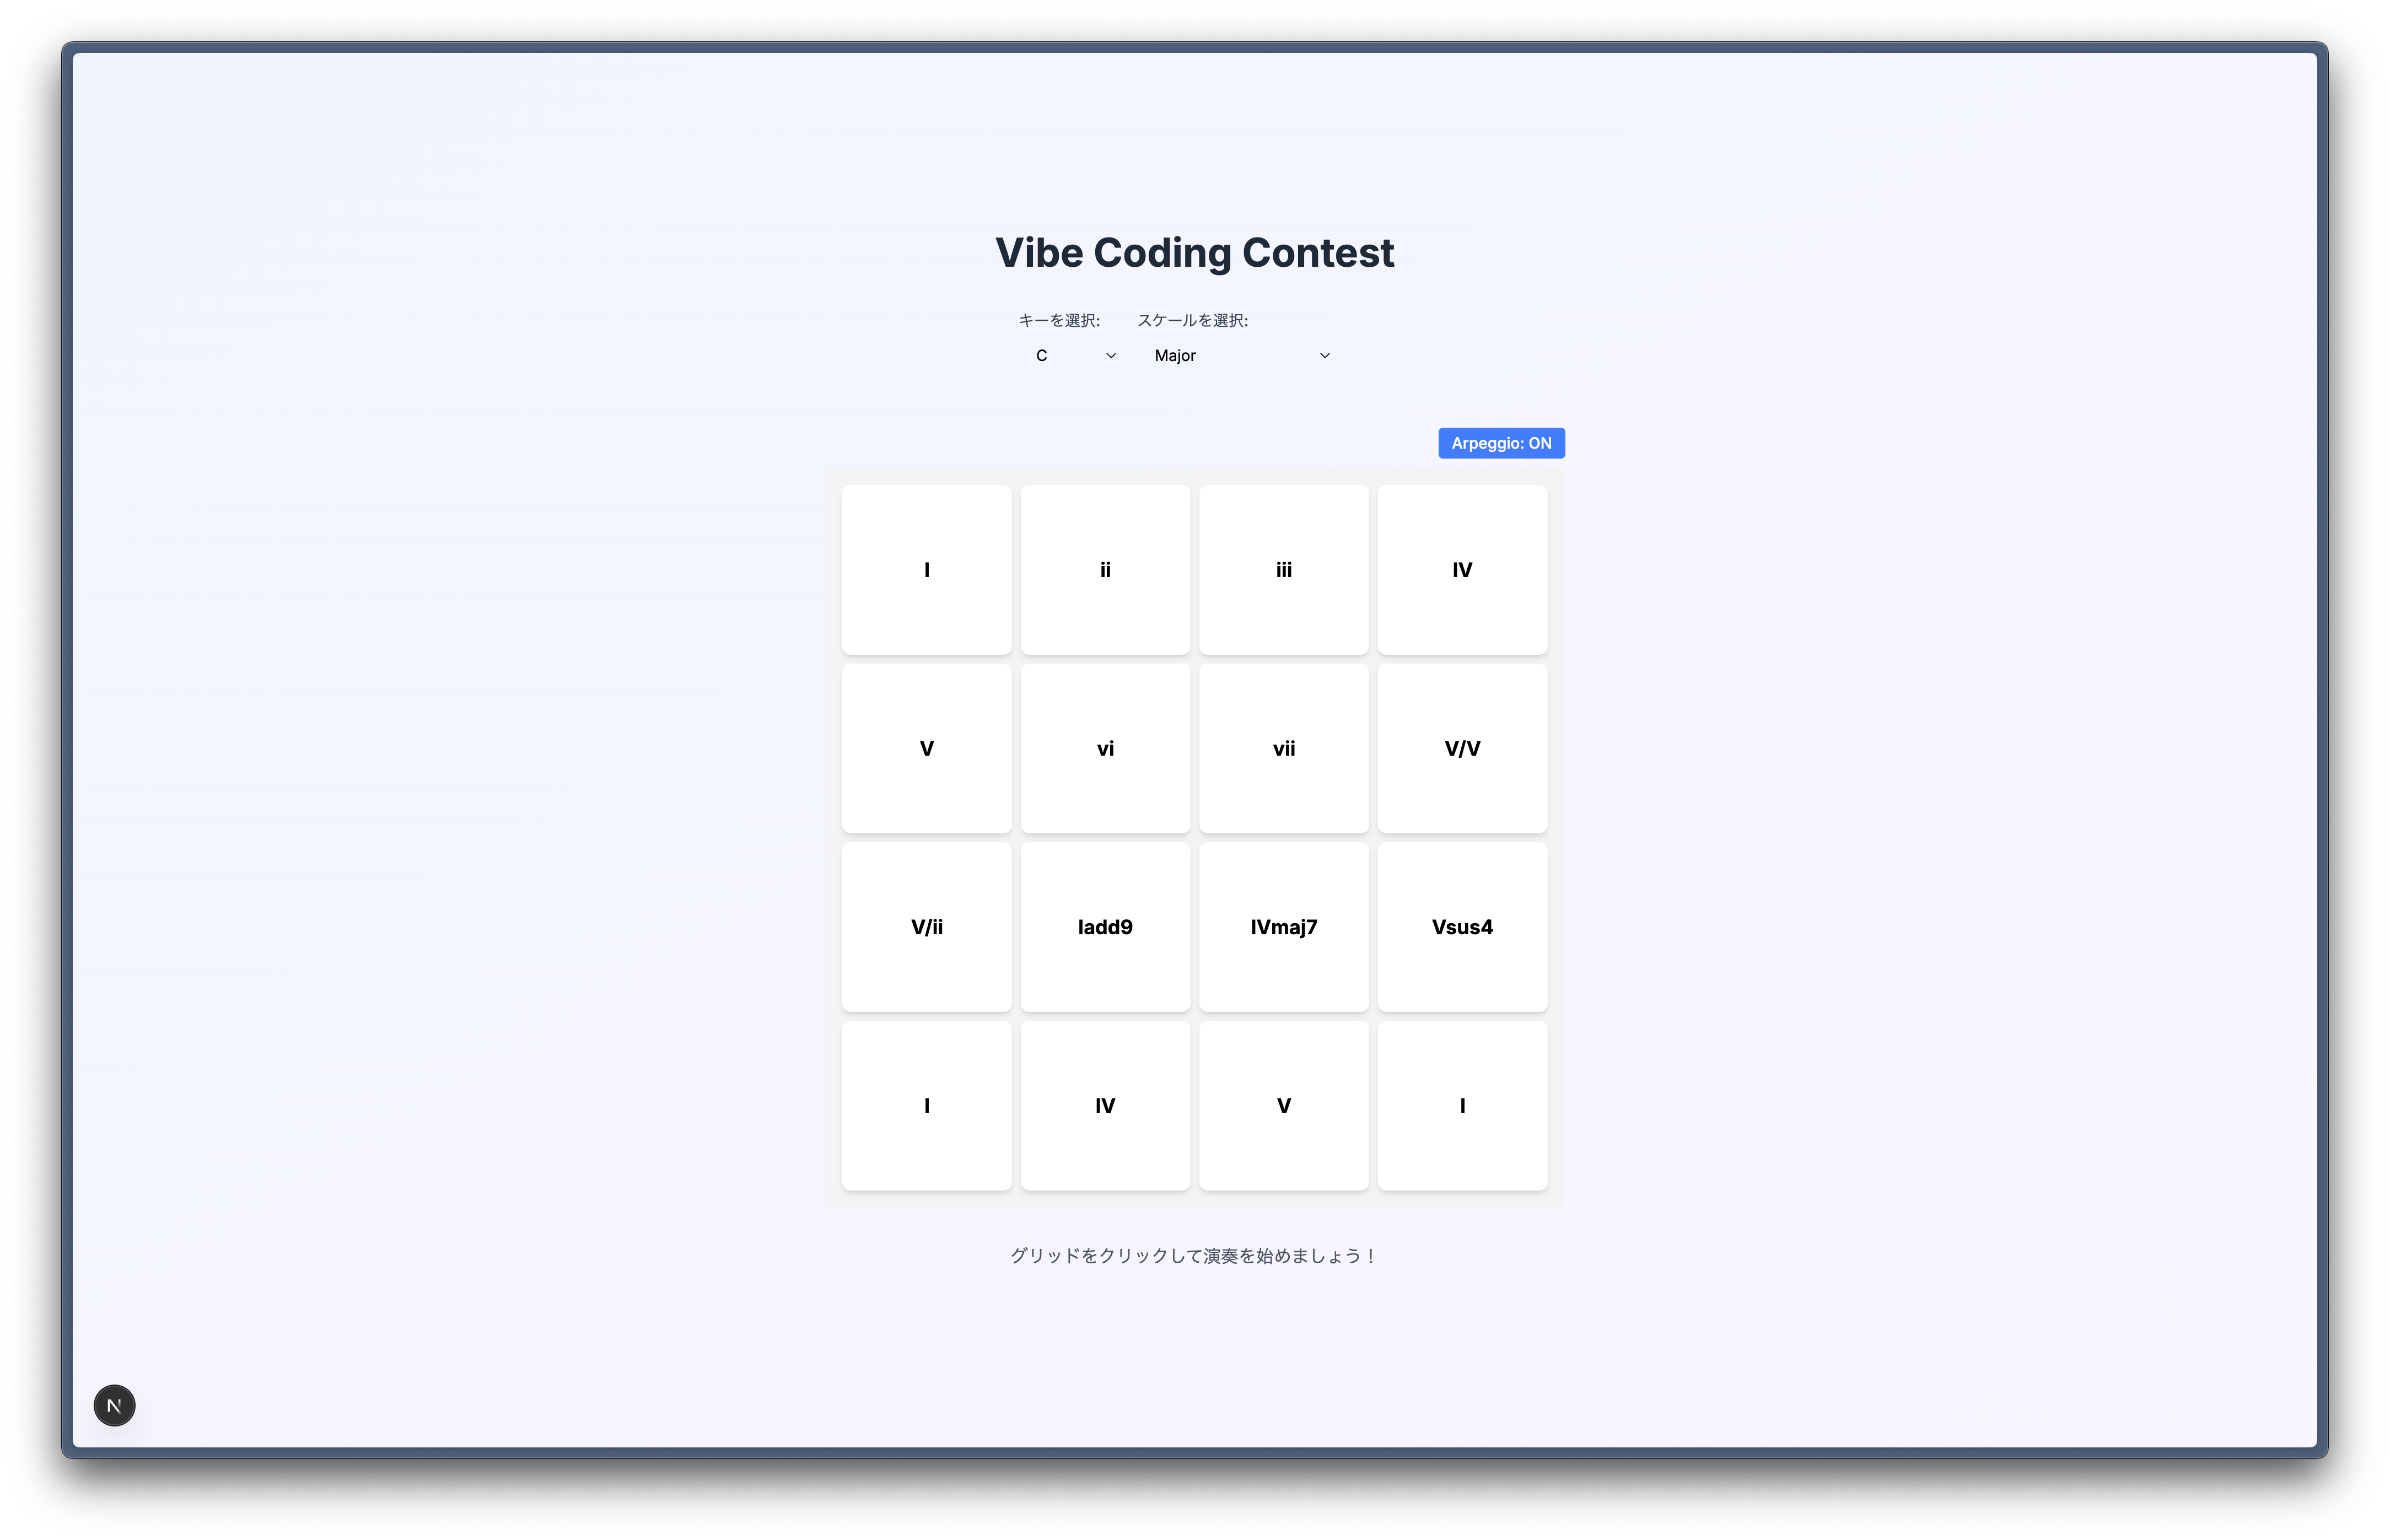 Vibe Coding Contest
キーを選択: スケールを選択:
C Major
Arpeggio: ON
I ii iii IV
V vi vii V/V
V/ii Iadd9 IVmaj7 Vsus4
I IV V I
グリッドをクリックして演奏を始めましょう！
N